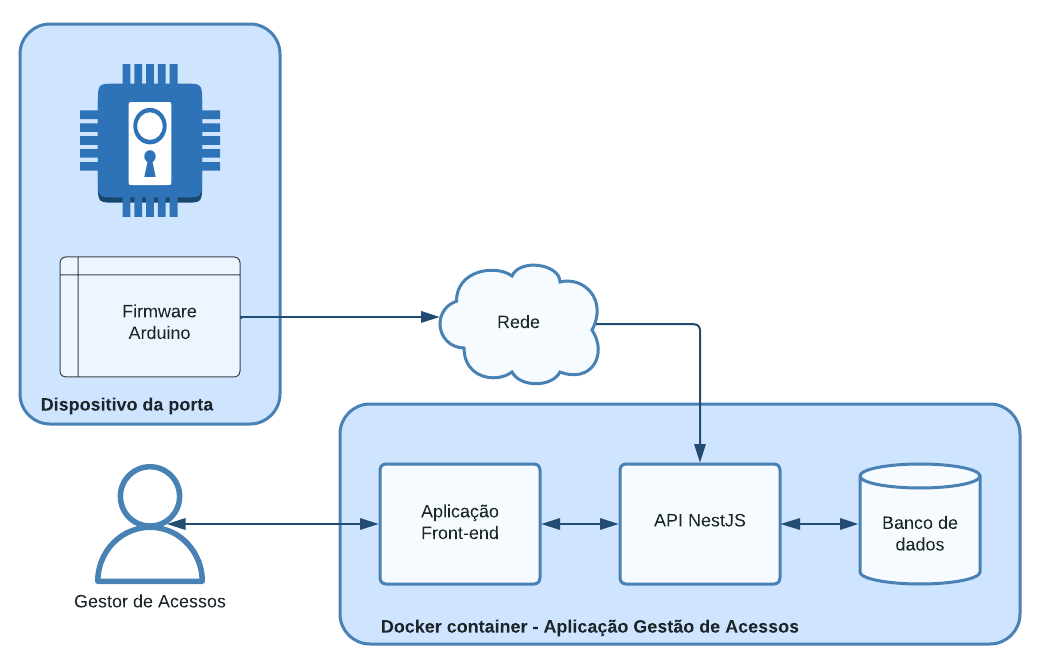 Firmware
Arduino
Dispositivo da porta
Rede
Gestor de Acessos
Aplicação
Front-end
API NestJS
Banco de
dados
Docker container - Aplicação Gestão de Acessos